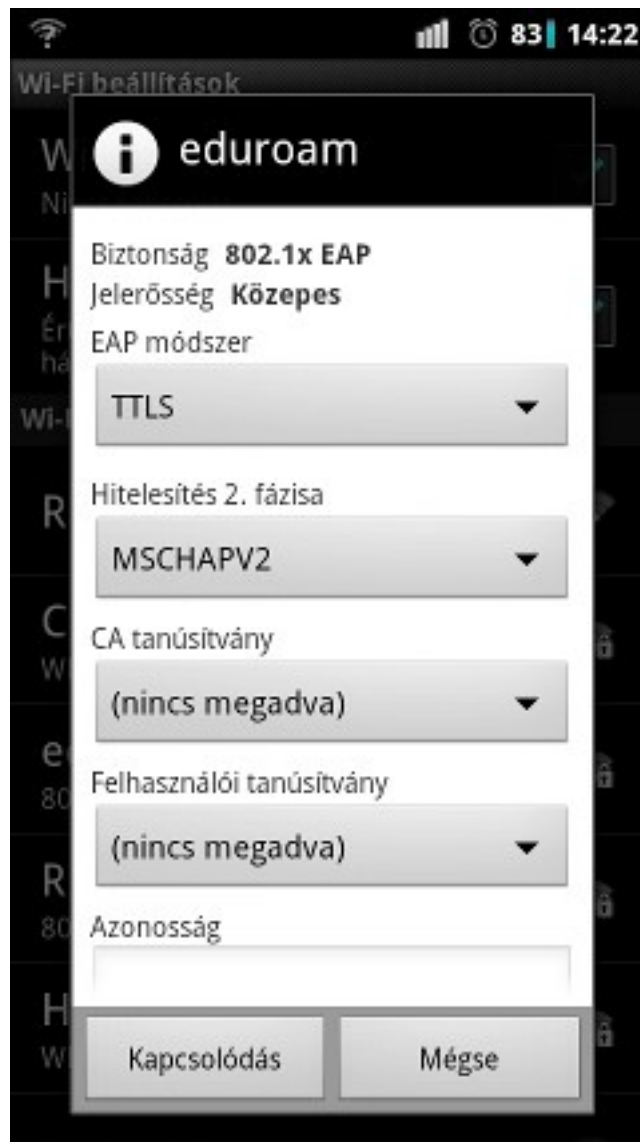 83 14:22
Wi-Fi beállítások
eduroam
Biztonság 802.1x EAP
Jelerősség Közepes
EAP módszer
TTLS
Hitelesítés 2. fázisa
MSCHAPV2
CA tanúsítvány
(nincs megadva)
Felhasználói tanúsítvány
(nincs megadva)
Azonosság
Kapcsolódás Mégse